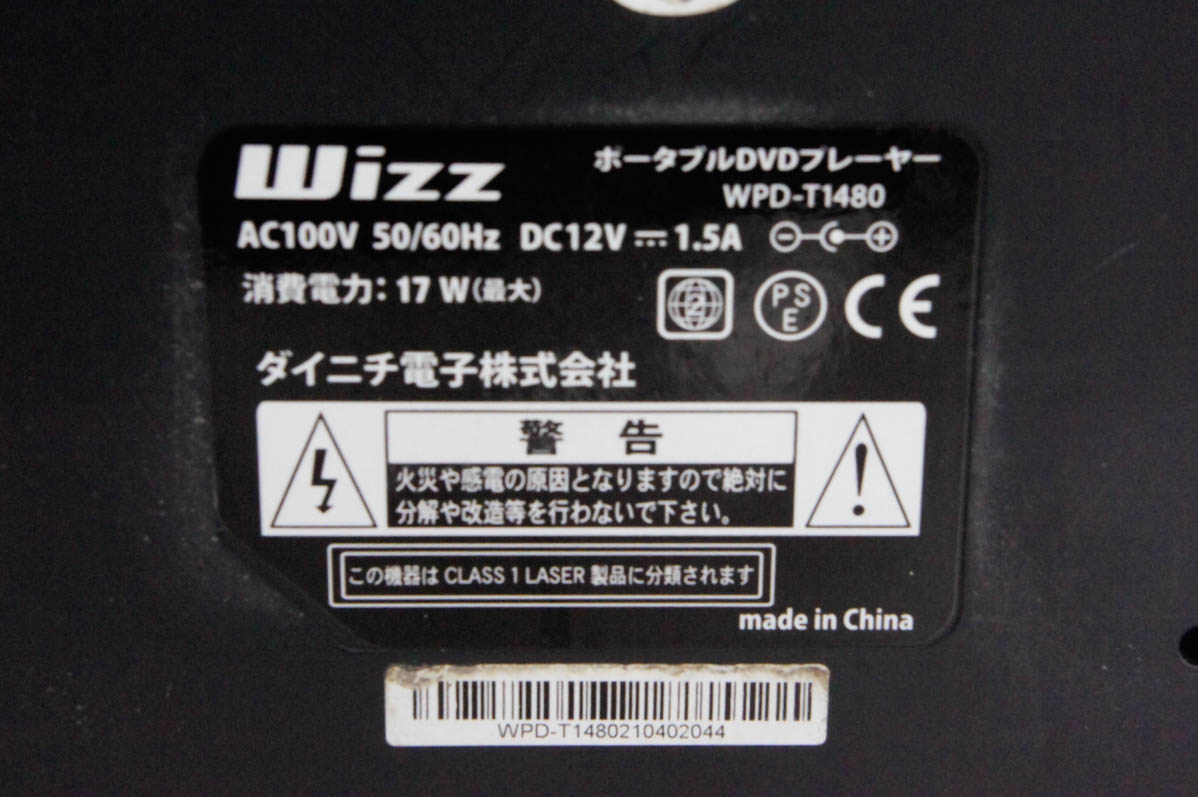 Wizz
ポータブルDVDプレーヤー
WPD-T1480
AC100V 50/60Hz DC12V ⎓ 1.5A
消費電力：17 W（最大）
2
PSE
CE
ダイニチ電子株式会社
警 告
火災や感電の原因となりますので絶対に
分解や改造等を行わないで下さい。
この機器は CLASS 1 LASER 製品に分類されます
made in China
WPD-T1480210402044